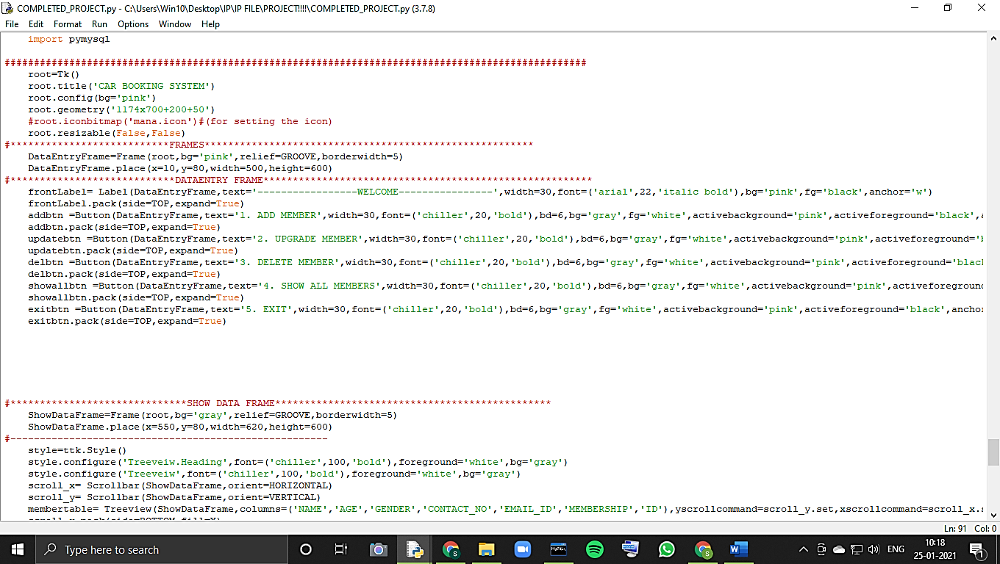 COMPLETED_PROJECT.py - C:\Users\Win10\Desktop\IP\IP FILE\PROJECT!!!!\COMPLETED_PROJECT.py (3.7.8)
File Edit Format Run Options Window Help
import pymysql
###################################################################################################
root=Tk()
root.title('CAR BOOKING SYSTEM')
root.config(bg='pink')
root.geometry('1174x700+200+50')
#root.iconbitmap('mana.icon')#(for setting the icon)
root.resizable(False,False)
#***************************FRAMES********************************************************
DataEntryFrame=Frame(root,bg='pink',relief=GROOVE,borderwidth=5)
DataEntryFrame.place(x=10,y=80,width=500,height=600)
#****************************DATAENTRY FRAME********************************************************
frontLabel= Label(DataEntryFrame,text='-----------------WELCOME----------------',width=30,font=('arial',22,'italic bold'),bg='pink',fg='black',anchor='w')
frontLabel.pack(side=TOP,expand=True)
addbtn =Button(DataEntryFrame,text='1. ADD MEMBER',width=30,font=('chiller',20,'bold'),bd=6,bg='gray',fg='white',activebackground='pink',activeforeground='black',
addbtn.pack(side=TOP,expand=True)
updatebtn =Button(DataEntryFrame,text='2. UPGRADE MEMBER',width=30,font=('chiller',20,'bold'),bd=6,bg='gray',fg='white',activebackground='pink',activeforeground='
updatebtn.pack(side=TOP,expand=True)
delbtn =Button(DataEntryFrame,text='3. DELETE MEMBER',width=30,font=('chiller',20,'bold'),bd=6,bg='gray',fg='white',activebackground='pink',activeforeground='blac
delbtn.pack(side=TOP,expand=True)
showallbtn =Button(DataEntryFrame,text='4. SHOW ALL MEMBERS',width=30,font=('chiller',20,'bold'),bd=6,bg='gray',fg='white',activebackground='pink',activeforeground
showallbtn.pack(side=TOP,expand=True)
exitbtn =Button(DataEntryFrame,text='5. EXIT',width=30,font=('chiller',20,'bold'),bd=6,bg='gray',fg='white',activebackground='pink',activeforeground='black',ancho
exitbtn.pack(side=TOP,expand=True)
#******************************SHOW DATA FRAME***********************************************
ShowDataFrame=Frame(root,bg='gray',relief=GROOVE,borderwidth=5)
ShowDataFrame.place(x=550,y=80,width=620,height=600)
#------------------------------------------------------
style=ttk.Style()
style.configure('Treeveiw.Heading',font=('chiller',100,'bold'),foreground='white',bg='gray')
style.configure('Treeveiw',font=('chiller',100,'bold'),foreground='white',bg='gray')
scroll_x= Scrollbar(ShowDataFrame,orient=HORIZONTAL)
scroll_y= Scrollbar(ShowDataFrame,orient=VERTICAL)
membertable= Treeview(ShowDataFrame,columns=('NAME','AGE','GENDER','CONTACT_NO','EMAIL_ID','MEMBERSHIP','ID'),yscrollcommand=scroll_y.set,xscrollcommand=scroll_x.s
Ln: 91 Col: 0
Type here to search
ENG
10:18
25-01-2021
1